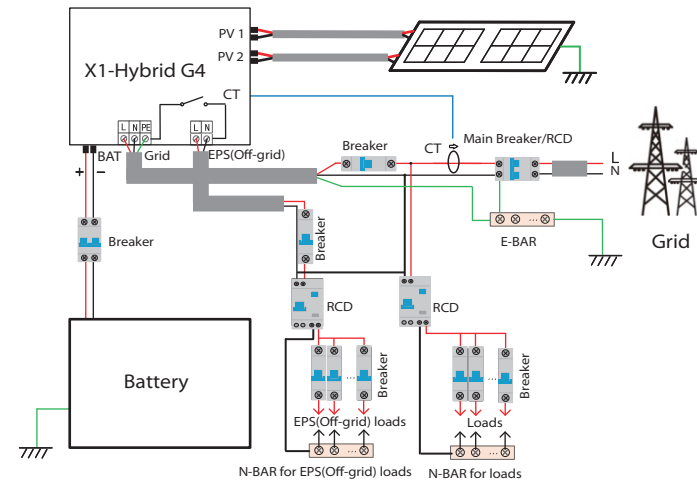 PV 1
PV 2
X1-Hybrid G4
CT
L N PE
L N
BAT
Grid
EPS(Off-grid)
+
−
Breaker
CT
Main Breaker/RCD
L
N
Grid
E-BAR
Breaker
Breaker
RCD
RCD
Battery
...
Breaker
...
Breaker
EPS(Off-grid) loads
Loads
...
...
N-BAR for EPS(Off-grid) loads
N-BAR for loads